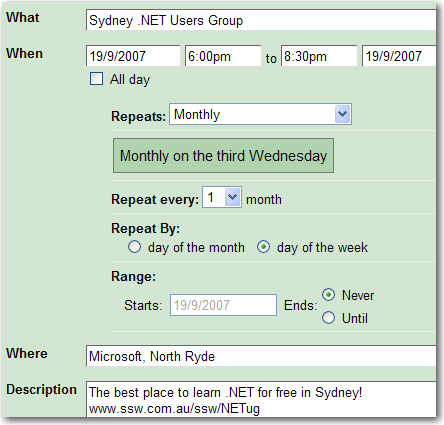 What Sydney .NET Users Group
When 19/9/2007 6:00pm to 8:30pm 19/9/2007
All day
Repeats: Monthly
Monthly on the third Wednesday
Repeat every: 1 month
Repeat By:
day of the month day of the week
Range:
Starts: 19/9/2007 Ends: Never
Until
Where Microsoft, North Ryde
Description The best place to learn .NET for free in Sydney!
www.ssw.com.au/ssw/NETug